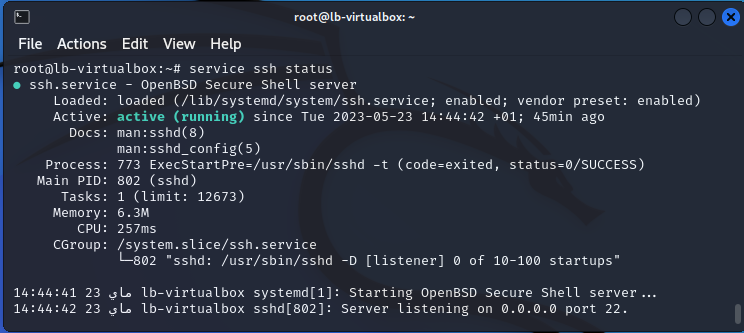 root@lb-virtualbox: ~
File Actions Edit View Help
root@lb-virtualbox:~# service ssh status
● ssh.service - OpenBSD Secure Shell server
Loaded: loaded (/lib/systemd/system/ssh.service; enabled; vendor preset: enabled)
Active: active (running) since Tue 2023-05-23 14:44:42 +01; 45min ago
Docs: man:sshd(8)
man:sshd_config(5)
Process: 773 ExecStartPre=/usr/sbin/sshd -t (code=exited, status=0/SUCCESS)
Main PID: 802 (sshd)
Tasks: 1 (limit: 12673)
Memory: 6.3M
CPU: 257ms
CGroup: /system.slice/ssh.service
└─802 "sshd: /usr/sbin/sshd -D [listener] 0 of 10-100 startups"
14:44:41 23 ماي lb-virtualbox systemd[1]: Starting OpenBSD Secure Shell server...
14:44:42 23 ماي lb-virtualbox sshd[802]: Server listening on 0.0.0.0 port 22.